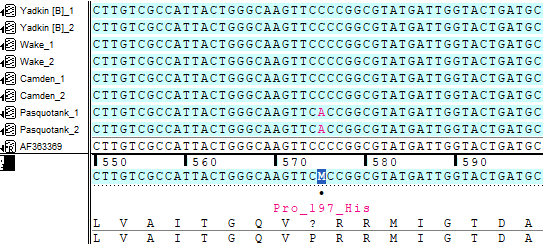 Yadkin [B]_1 CTTGTCGCCATTACTGGGCAAGTTCCCCGGCGTATGATTGGTACTGATGC
Yadkin [B]_2 CTTGTCGCCATTACTGGGCAAGTTCCCCGGCGTATGATTGGTACTGATGC
Wake_1 CTTGTCGCCATTACTGGGCAAGTTCCCCGGCGTATGATTGGTACTGATGC
Wake_2 CTTGTCGCCATTACTGGGCAAGTTCCCCGGCGTATGATTGGTACTGATGC
Camden_1 CTTGTCGCCATTACTGGGCAAGTTCCCCGGCGTATGATTGGTACTGATGC
Camden_2 CTTGTCGCCATTACTGGGCAAGTTCCCCGGCGTATGATTGGTACTGATGC
Pasquotank_1 CTTGTCGCCATTACTGGGCAAGTTCACCGGCGTATGATTGGTACTGATGC
Pasquotank_2 CTTGTCGCCATTACTGGGCAAGTTCACCGGCGTATGATTGGTACTGATGC
AF363369 CTTGTCGCCATTACTGGGCAAGTTCCCCGGCGTATGATTGGTACTGATGC
550 560 570 580 590
CTTGTCGCCATTACTGGGCAAGTTCMCCGGCGTATGATTGGTACTGATGC
Pro_197_His
L V A I T G Q V ? R R M I G T D A
L V A I T G Q V P R R M I G T D A